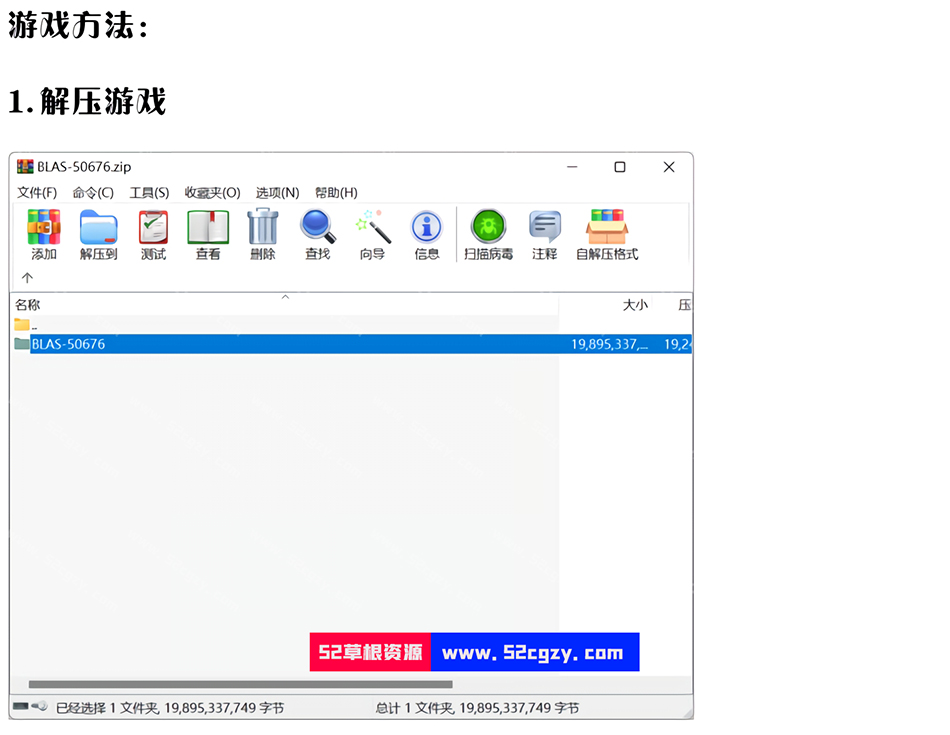 游戏方法：
1.解压游戏
BLAS-50676.zip
文件(F) 命令(C) 工具(S) 收藏夹(O) 选项(N) 帮助(H)
添加 解压到 测试 查看 删除 查找 向导 信息 扫描病毒 注释 自解压格式
名称 大小 压
..
BLAS-50676 19,895,337,... 19,24
52草根资源 www.52cgzy.com
已经选择 1 文件夹, 19,895,337,749 字节 总计 1 文件夹, 19,895,337,749 字节